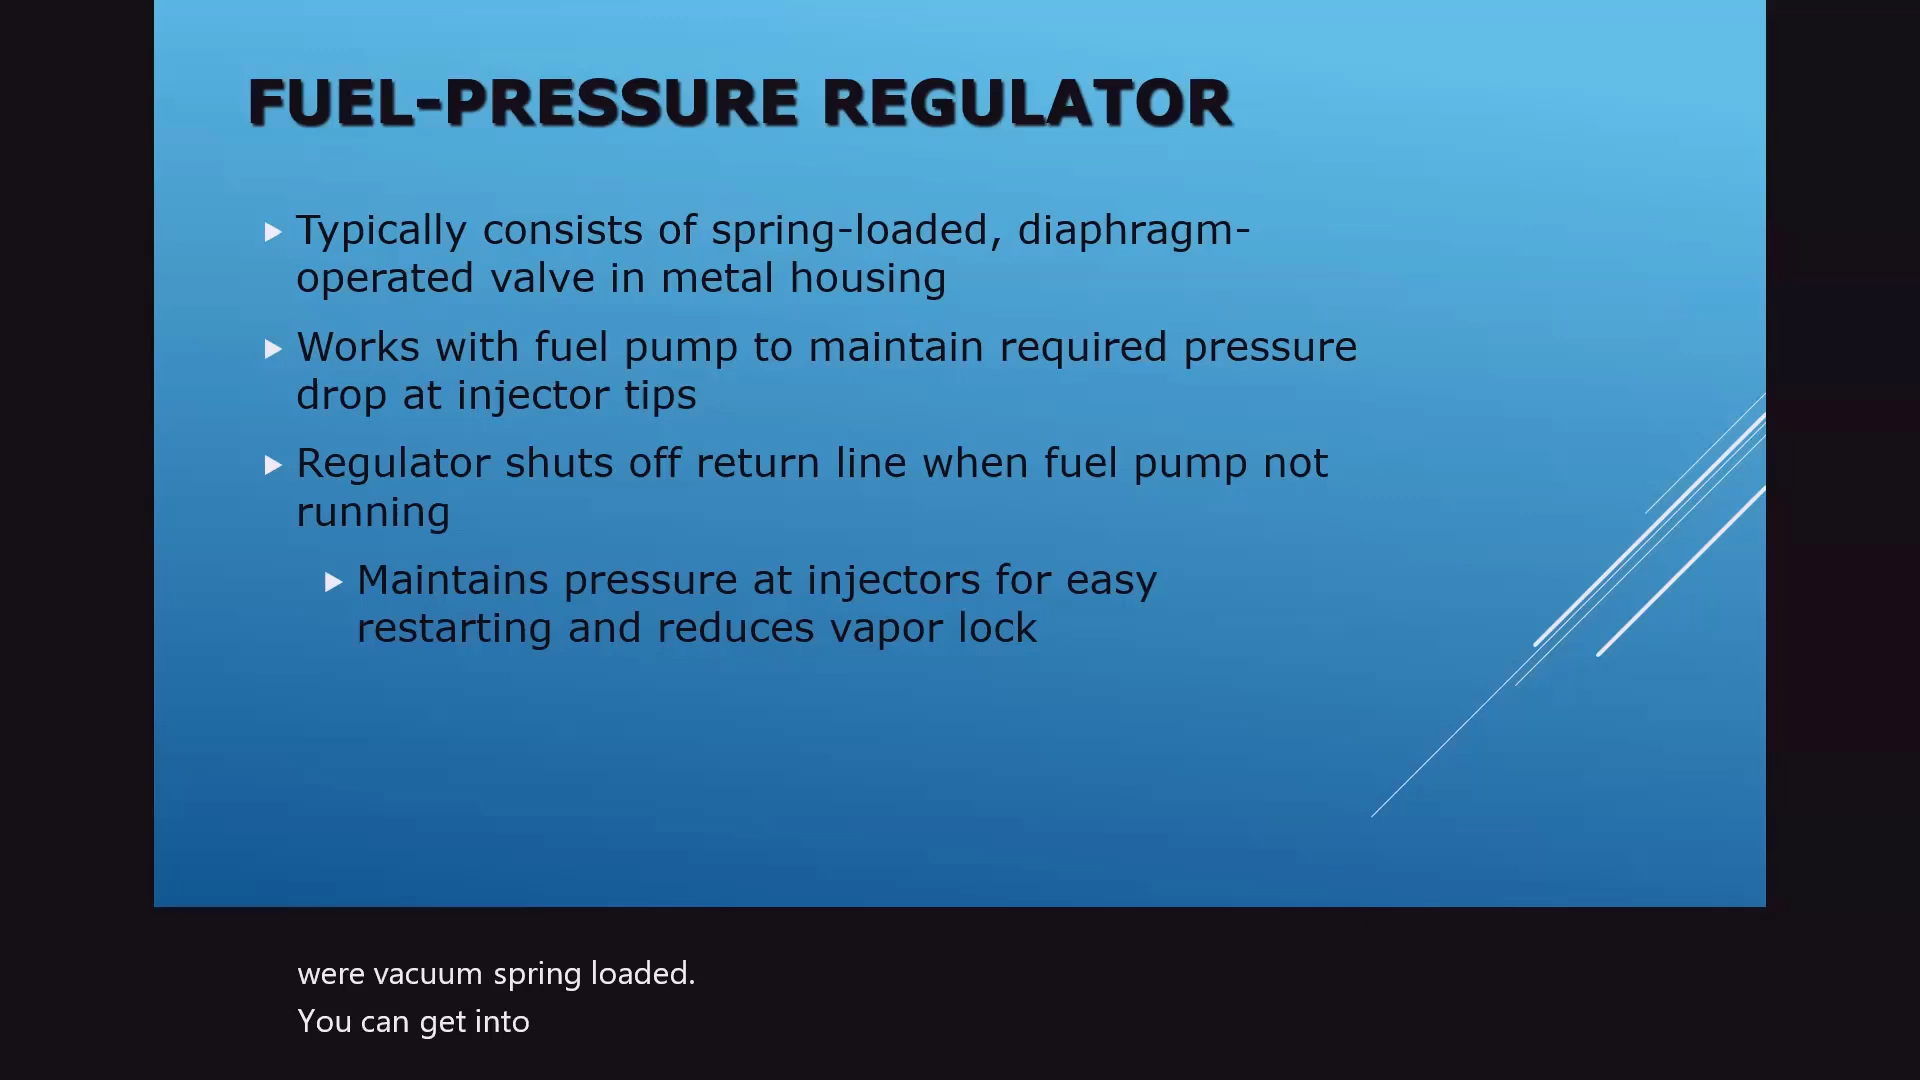 FUEL-PRESSURE REGULATOR
Typically consists of spring-loaded, diaphragm-
operated valve in metal housing
Works with fuel pump to maintain required pressure
drop at injector tips
Regulator shuts off return line when fuel pump not
running
Maintains pressure at injectors for easy
restarting and reduces vapor lock
were vacuum spring loaded.
You can get into